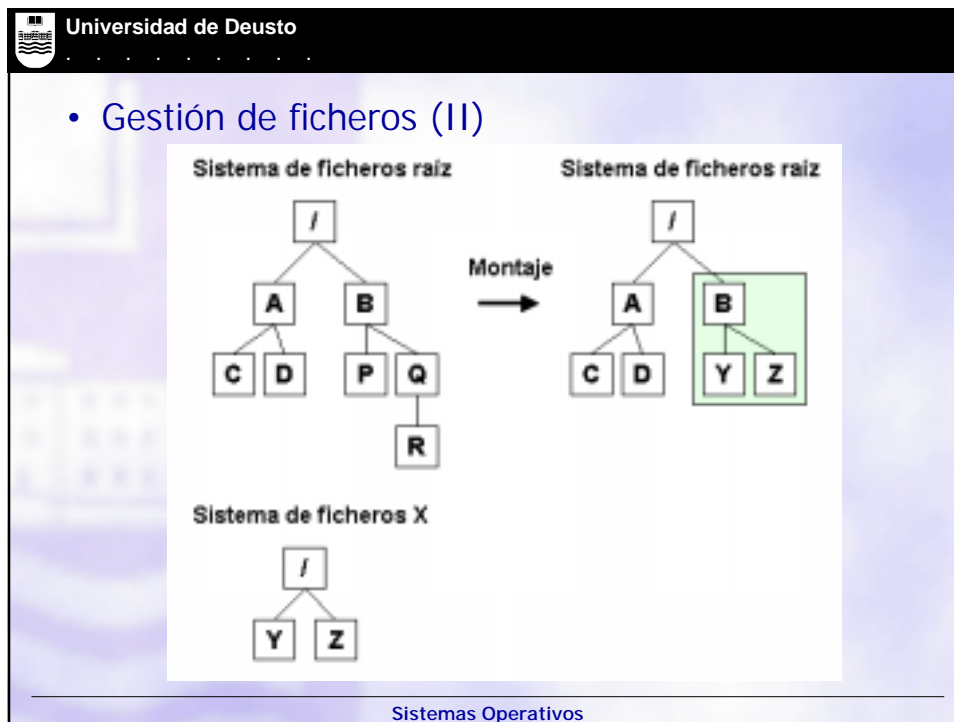 Universidad de Deusto
. . . . . . . . .
• Gestión de ficheros (II)
Sistema de ficheros raíz Sistema de ficheros raiz
/ /
Montaje
A B A B
C D P Q C D Y Z
R
Sistema de ficheros X
/
Y Z
Sistemas Operativos